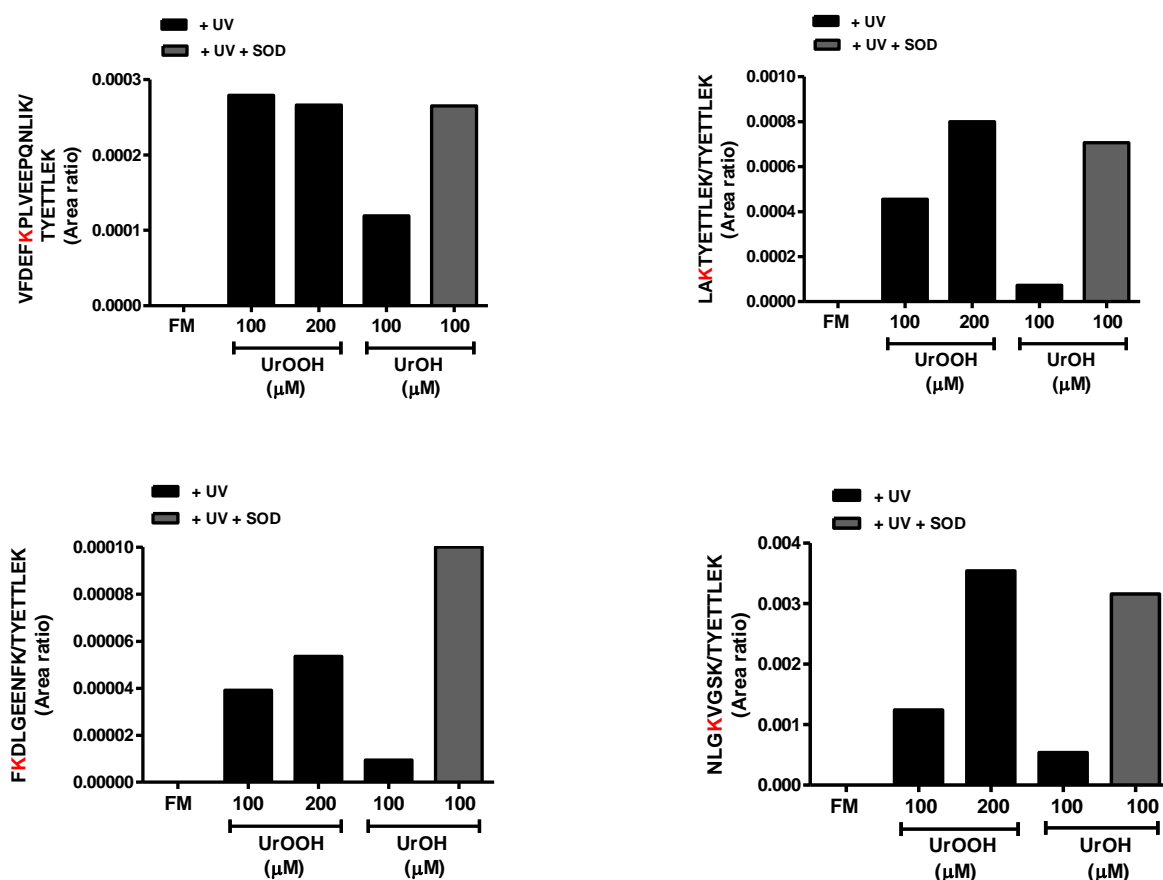 + UV
+ UV + SOD
VFDEFKPLVEEPQNLIK/
TYETTLEK
(Area ratio)
0.0003
0.0002
0.0001
0.0000
FM 100 200 100 100
UrOOH UrOH
(μM) (μM)
+ UV
+ UV + SOD
LAKTYETTLEK/TYETTLEK
(Area ratio)
0.0010
0.0008
0.0006
0.0004
0.0002
0.0000
FM 100 200 100 100
UrOOH UrOH
(μM) (μM)
+ UV
+ UV + SOD
FKDLGEENFK/TYETTLEK
(Area ratio)
0.00010
0.00008
0.00006
0.00004
0.00002
0.00000
FM 100 200 100 100
UrOOH UrOH
(μM) (μM)
+ UV
+ UV + SOD
NLGKVGSK/TYETTLEK
(Area ratio)
0.004
0.003
0.002
0.001
0.000
FM 100 200 100 100
UrOOH UrOH
(μM) (μM)